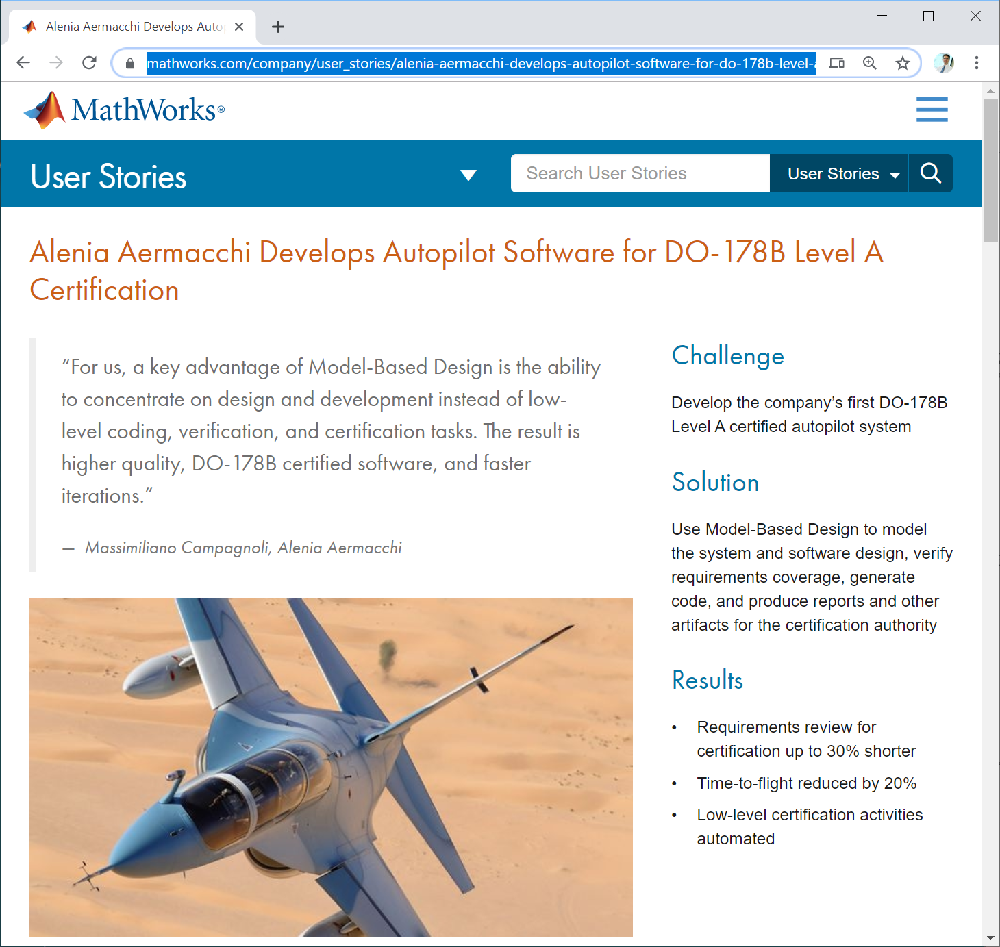 Alenia Aermacchi Develops Auto
mathworks.com/company/user_stories/alenia-aermacchi-develops-autopilot-software-for-do-178b-level-a
MathWorks®
User Stories
Search User Stories
User Stories
Alenia Aermacchi Develops Autopilot Software for DO-178B Level A
Certification
“For us, a key advantage of Model-Based Design is the ability
to concentrate on design and development instead of low-
level coding, verification, and certification tasks. The result is
higher quality, DO-178B certified software, and faster
iterations.”
— Massimiliano Campagnoli, Alenia Aermacchi
Challenge
Develop the company’s first DO-178B
Level A certified autopilot system
Solution
Use Model-Based Design to model
the system and software design, verify
requirements coverage, generate
code, and produce reports and other
artifacts for the certification authority
Results
• Requirements review for
certification up to 30% shorter
• Time-to-flight reduced by 20%
• Low-level certification activities
automated